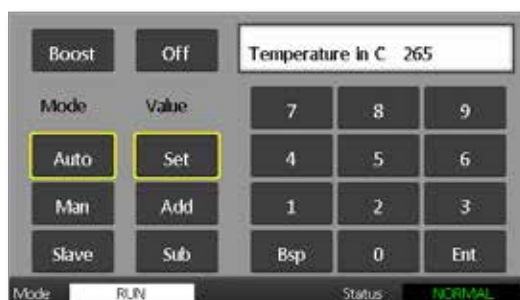 Boost Off Temperature in C 265
Mode Value 7 8 9
Auto Set 4 5 6
Man Add 1 2 3
Slave Sub Bsp 0 Ent
Mode RUN Status NORMAL